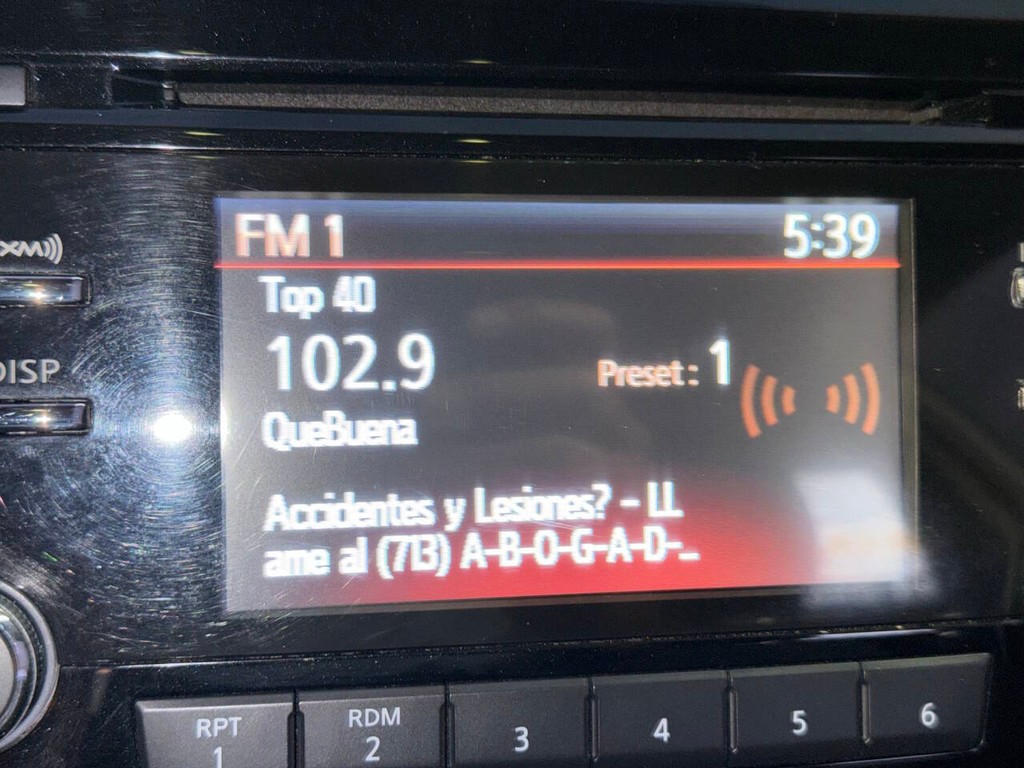 FM 1 5:39
XM
Top 40
102.9 Preset: 1
DISP
QueBuena
Accidentes y Lesiones? - LL
ame al (713) A-B-O-G-A-D-_
RPT RDM
1 2 3 4 5 6